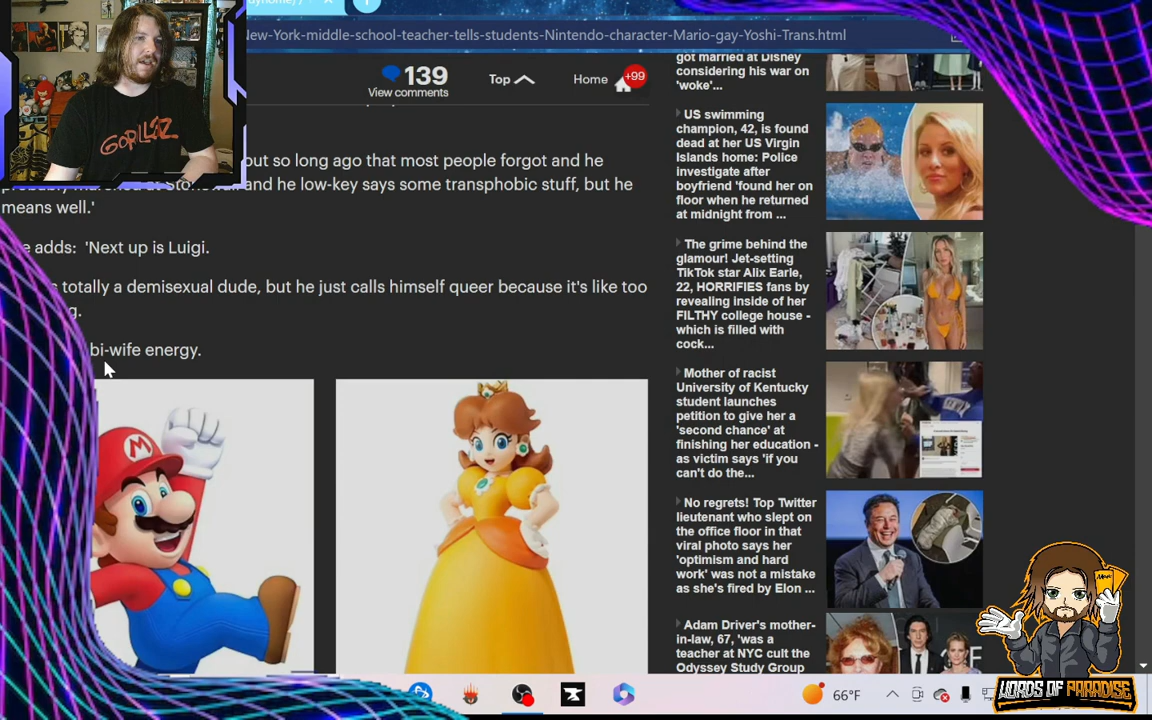 New-York-middle-school-teacher-tells-students-Nintendo-character-Mario-gay-Yoshi-Trans.html
139
View comments
Top
Home
+99
GORILLAZ
out so long ago that most people forgot and he
and he low-key says some transphobic stuff, but he
means well.'
adds: 'Next up is Luigi.
totally a demisexual dude, but he just calls himself queer because it's like too
bi-wife energy.
M
got married at Disney
considering his war on
'woke'...
US swimming
champion, 42, is found
dead at her US Virgin
Islands home: Police
investigate after
boyfriend 'found her on
floor when he returned
at midnight from ...
The grime behind the
glamour! Jet-setting
TikTok star Alix Earle,
22, HORRIFIES fans by
revealing inside of her
FILTHY college house -
which is filled with
cock...
Mother of racist
University of Kentucky
student launches
petition to give her a
'second chance' at
finishing her education -
as victim says 'if you
can't do the...
No regrets! Top Twitter
lieutenant who slept on
the office floor in that
viral photo says her
'optimism and hard
work' was not a mistake
as she's fired by Elon ...
Adam Driver's mother-
in-law, 67, 'was a
teacher at NYC cult the
Odyssey Study Group
66°F
WORDS OF PARADISE